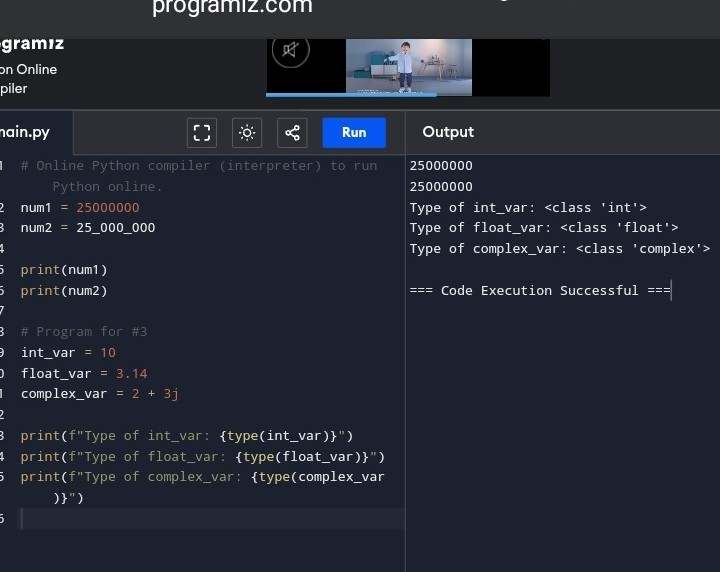 programiz.com
gramiz
on Online
piler
main.py
Run
Output
1 # Online Python compiler (interpreter) to run
Python online.
2 num1 = 25000000
3 num2 = 25_000_000
4
5 print(num1)
6 print(num2)
7
8 # Program for #3
9 int_var = 10
0 float_var = 3.14
1 complex_var = 2 + 3j
2
3 print(f"Type of int_var: {type(int_var)}")
4 print(f"Type of float_var: {type(float_var)}")
5 print(f"Type of complex_var: {type(complex_var
)}")
6
25000000
25000000
Type of int_var: <class 'int'>
Type of float_var: <class 'float'>
Type of complex_var: <class 'complex'>
=== Code Execution Successful ===